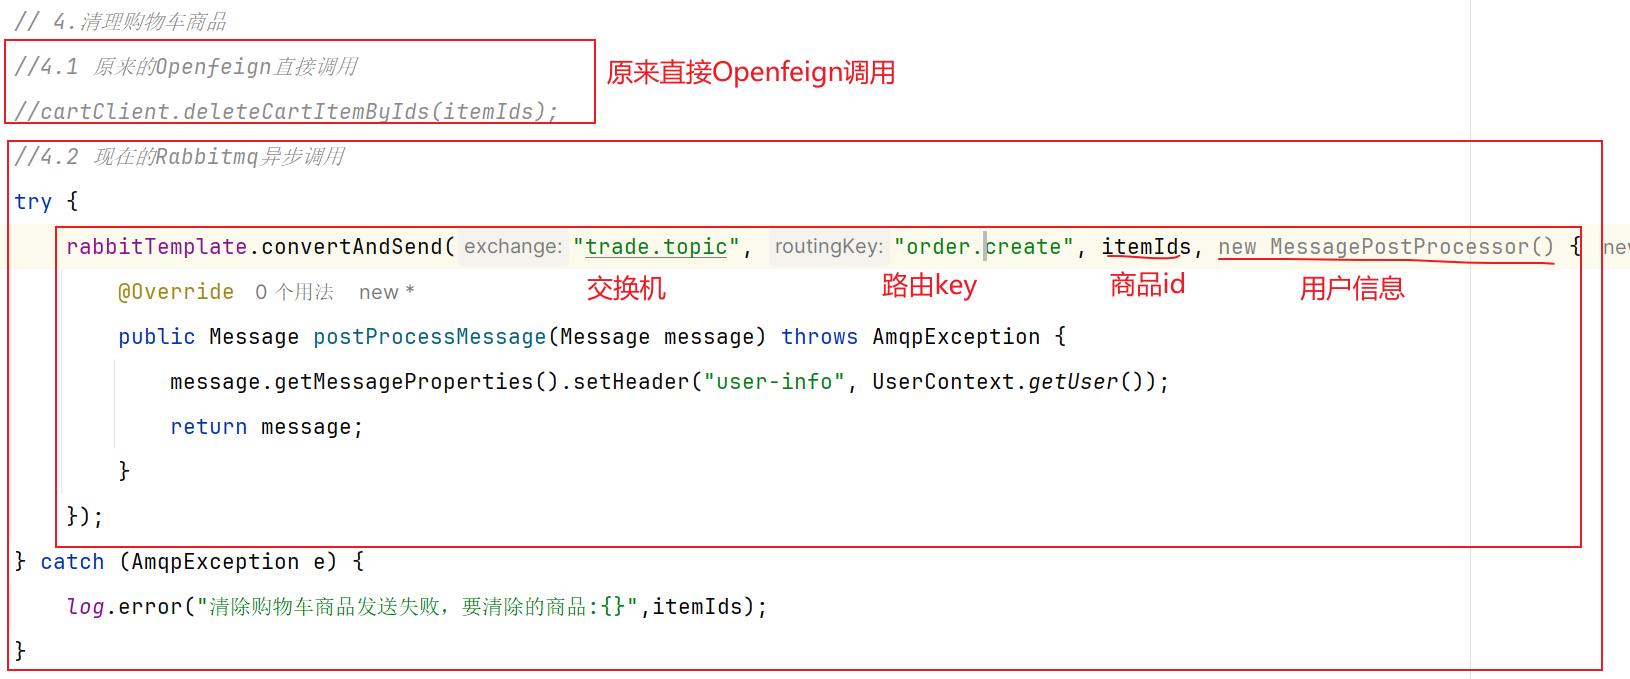 // 4.清理购物车商品
//4.1 原来的Openfeign直接调用
原来直接Openfeign调用
//cartClient.deleteCartItemByIds(itemIds);
//4.2 现在的Rabbitmq异步调用
try {
rabbitTemplate.convertAndSend( exchange: "trade.topic", routingKey: "order.create", itemIds, new MessagePostProcessor() {
交换机 路由key 商品id 用户信息
@Override 0 个用法 new *
public Message postProcessMessage(Message message) throws AmqpException {
message.getMessageProperties().setHeader("user-info", UserContext.getUser());
return message;
}
});
} catch (AmqpException e) {
log.error("清除购物车商品发送失败，要清除的商品:{}",itemIds);
}